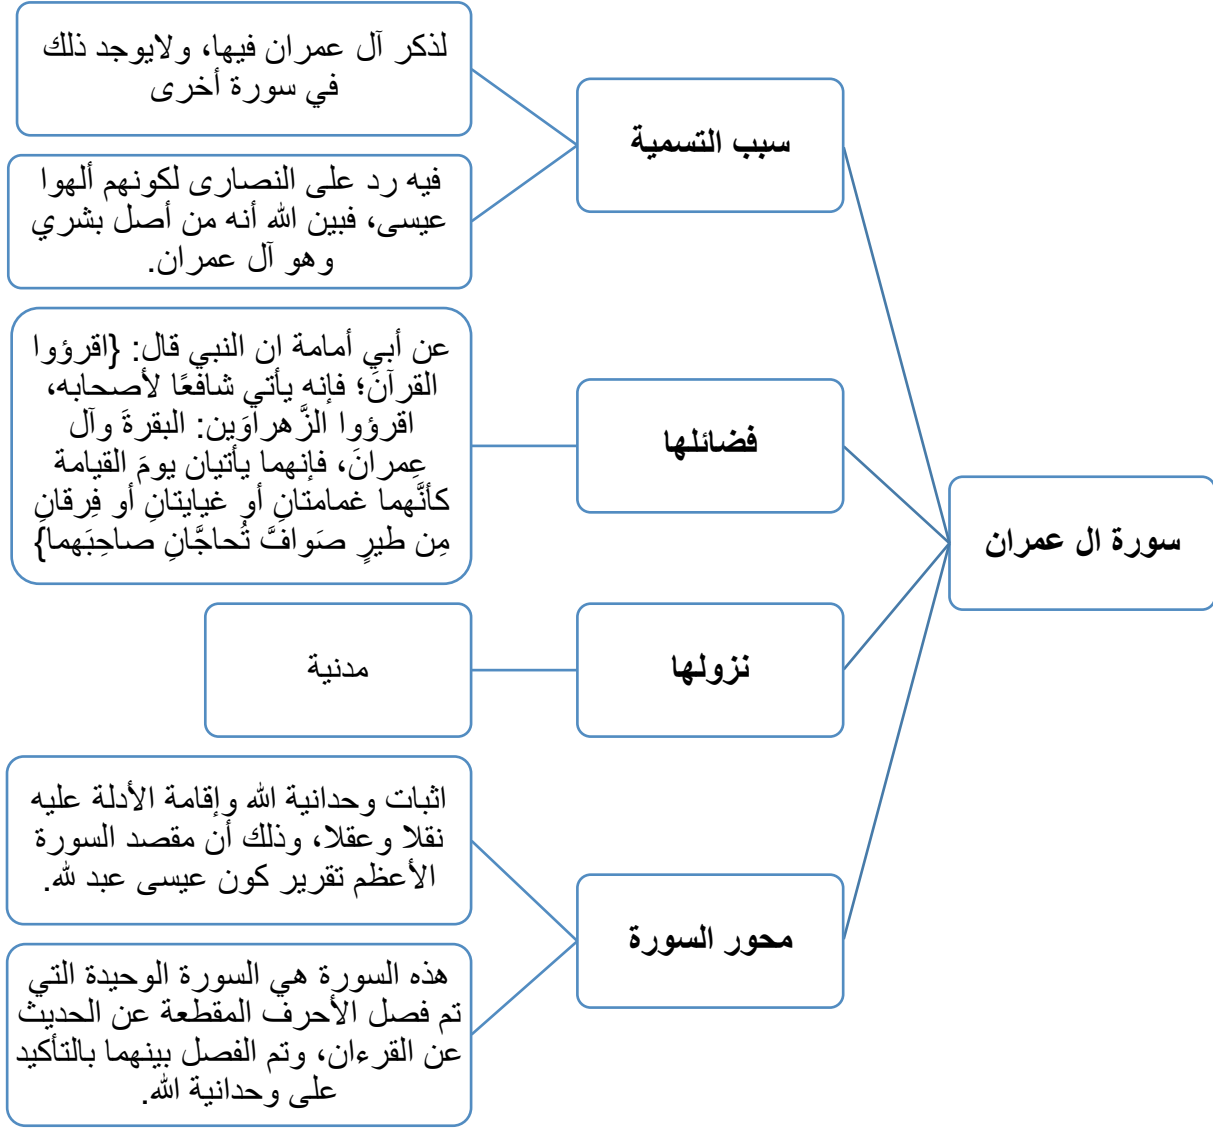 سورة ال عمران
سبب التسمية
لذكر آل عمران فيها، ولايوجد ذلك
في سورة أخرى
فيه رد على النصارى لكونهم ألهوا
عيسى، فبين الله أنه من أصل بشري
وهو آل عمران.
فضائلها
عن أبي أمامة ان النبي قال: {اقرؤوا
القرآنَ؛ فإنه يأتي شافعًا لأصحابه،
اقرؤوا الزَّهراوَين: البقرةَ وآل
عِمرانَ، فإنهما يأتيان يومَ القيامة
كأنَّهما غمامتانِ أو غيايتانِ أو فِرقانِ
مِن طيرٍ صَوافَّ تُحاجَّانِ صاحِبَهما}
نزولها
مدنية
محور السورة
اثبات وحدانية الله وإقامة الأدلة عليه
نقلا وعقلا، وذلك أن مقصد السورة
الأعظم تقرير كون عيسى عبد لله.
هذه السورة هي السورة الوحيدة التي
تم فصل الأحرف المقطعة عن الحديث
عن القرءان، وتم الفصل بينهما بالتأكيد
على وحدانية الله.